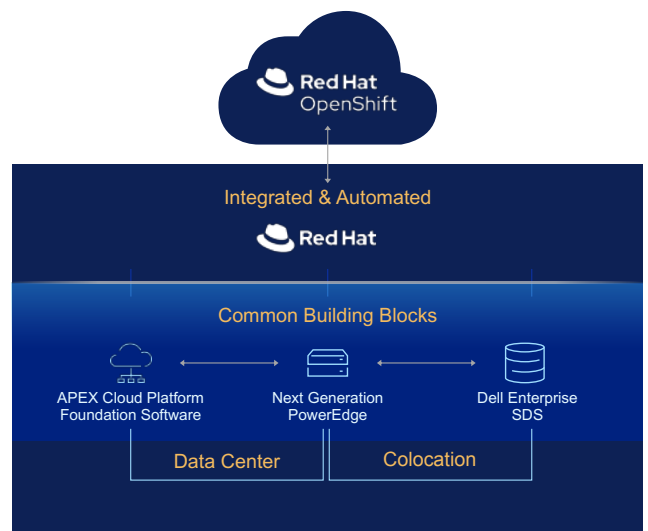 Red Hat
OpenShift
Integrated & Automated
Red Hat
Common Building Blocks
APEX Cloud Platform
Foundation Software
Next Generation
PowerEdge
Dell Enterprise
SDS
Data Center
Colocation